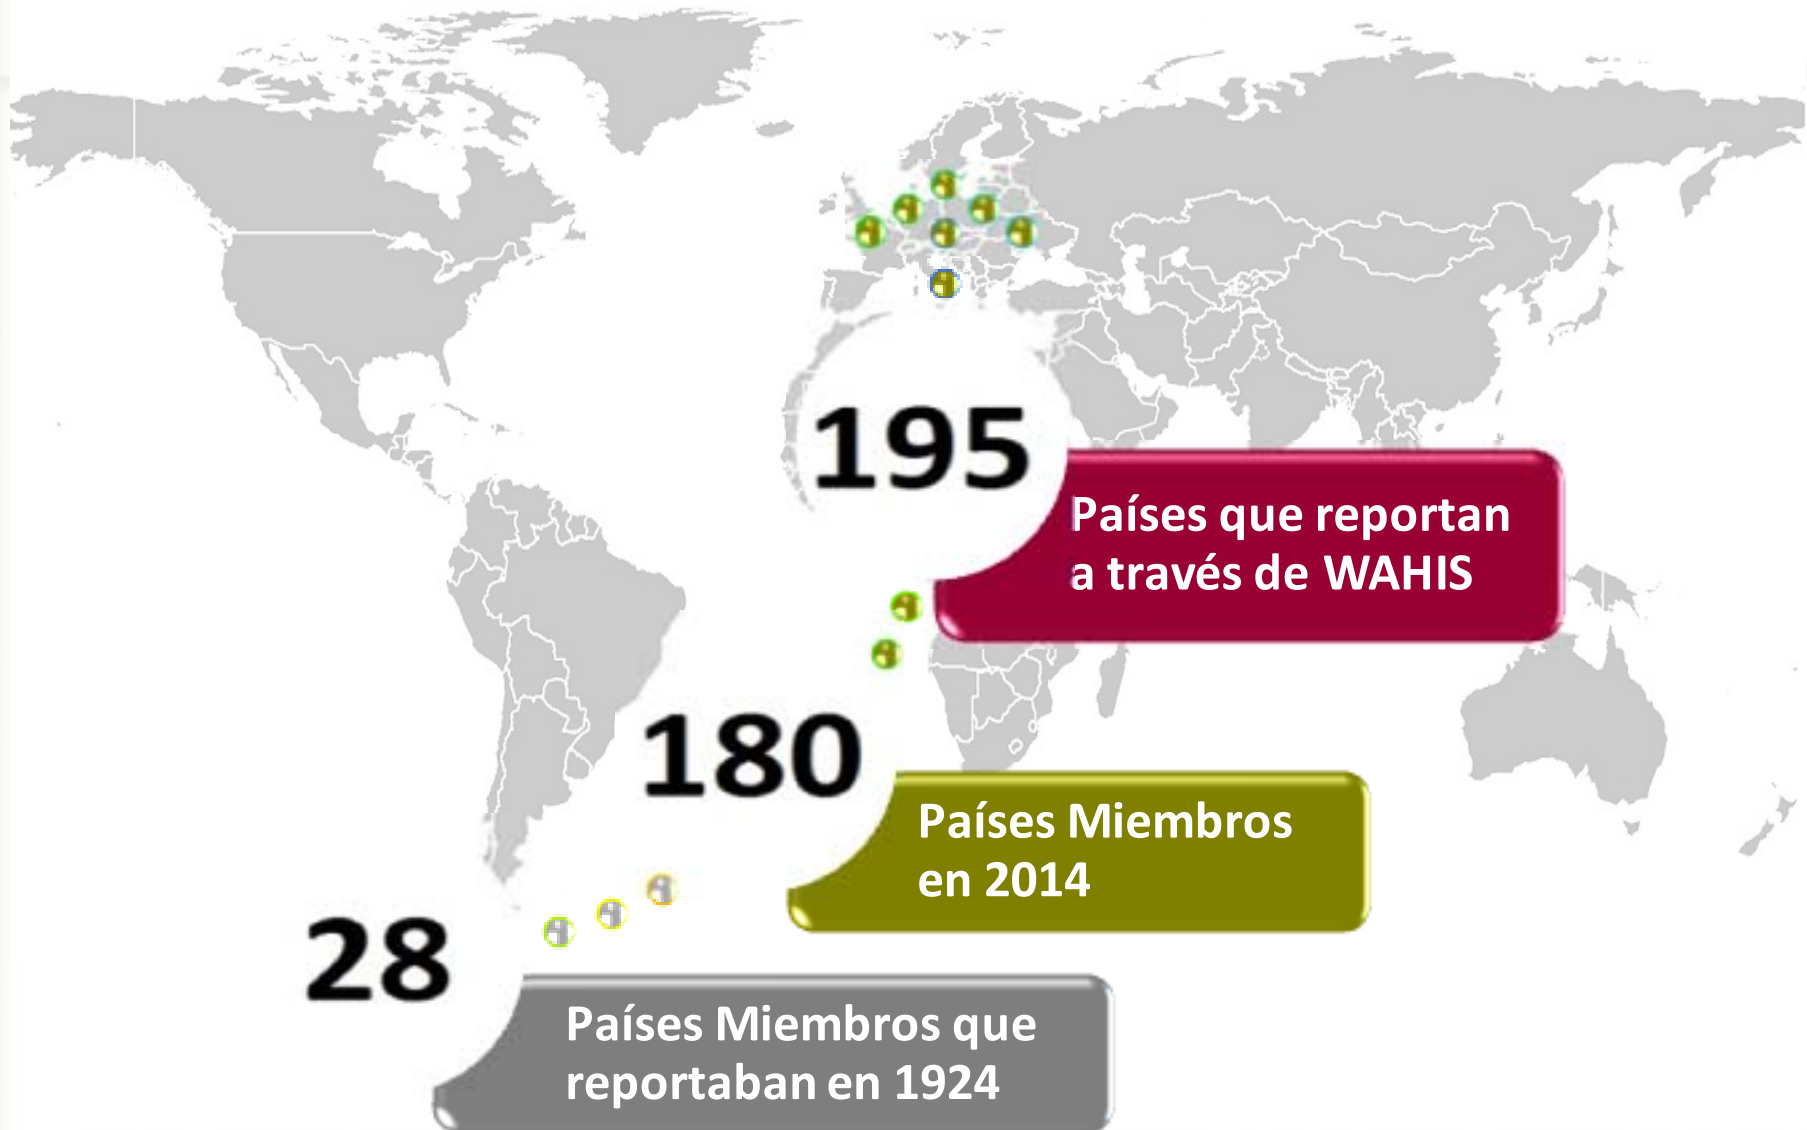 195
Países que reportan
a través de WAHIS
180
Países Miembros
en 2014
28
Países Miembros que
reportaban en 1924